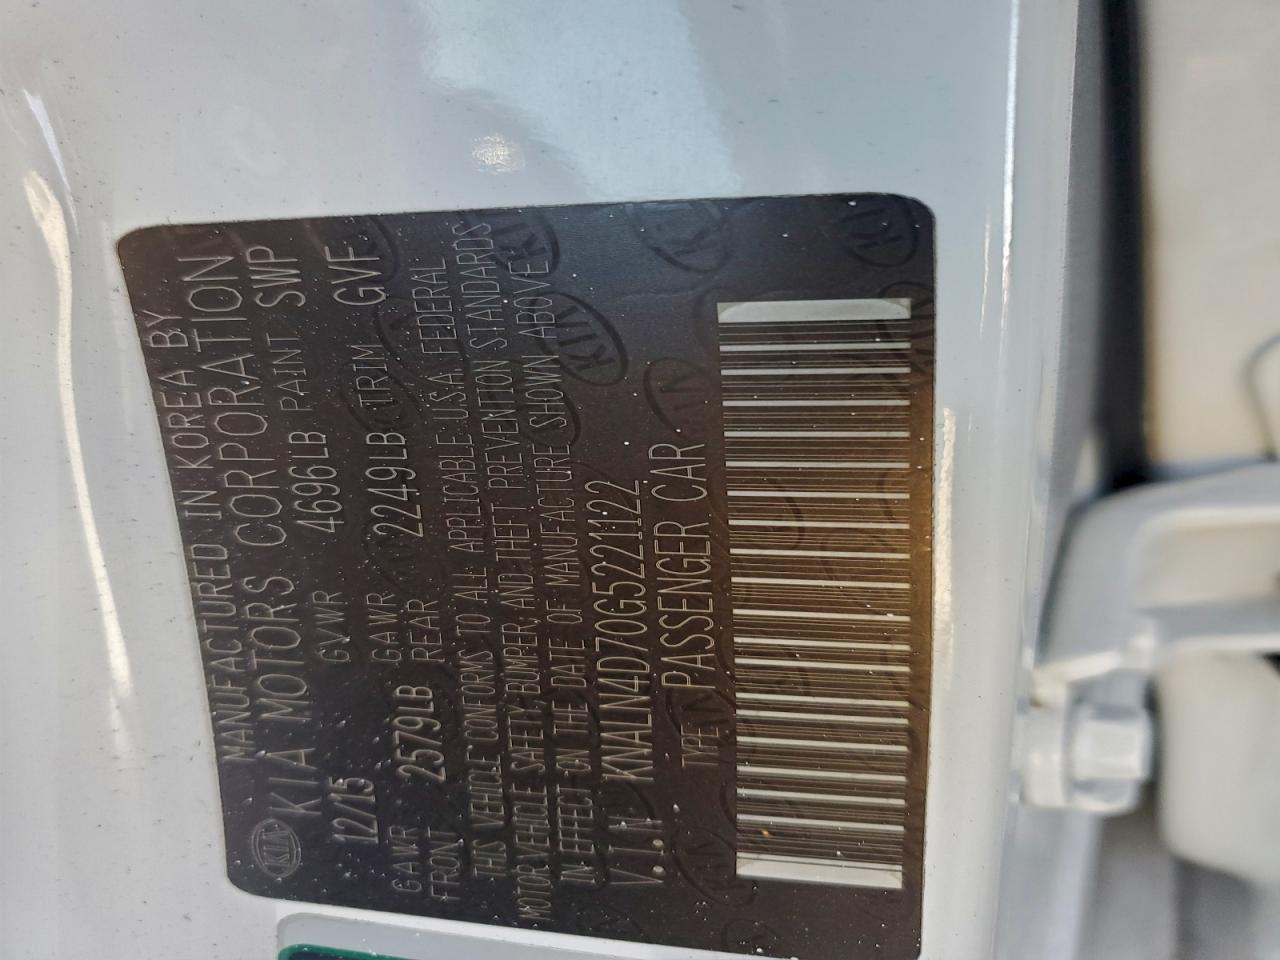 MANUFACTURED IN KOREA BY
KIA KIA MOTORS CORPORATION
12/15 GVWR 4696LB PAINT SWP
GAWR FRONT 2579LB GAWR REAR 2249LB TRIM GVF
THIS VEHICLE CONFORMS TO ALL APPLICABLE U.S.A. FEDERAL
MOTOR VEHICLE SAFETY, BUMPER, AND THEFT PREVENTION STANDARDS
IN EFFECT ON THE DATE OF MANUFACTURE SHOWN ABOVE.
V.I.N.: KNALN4D70G5221122
TYPE: PASSENGER CAR